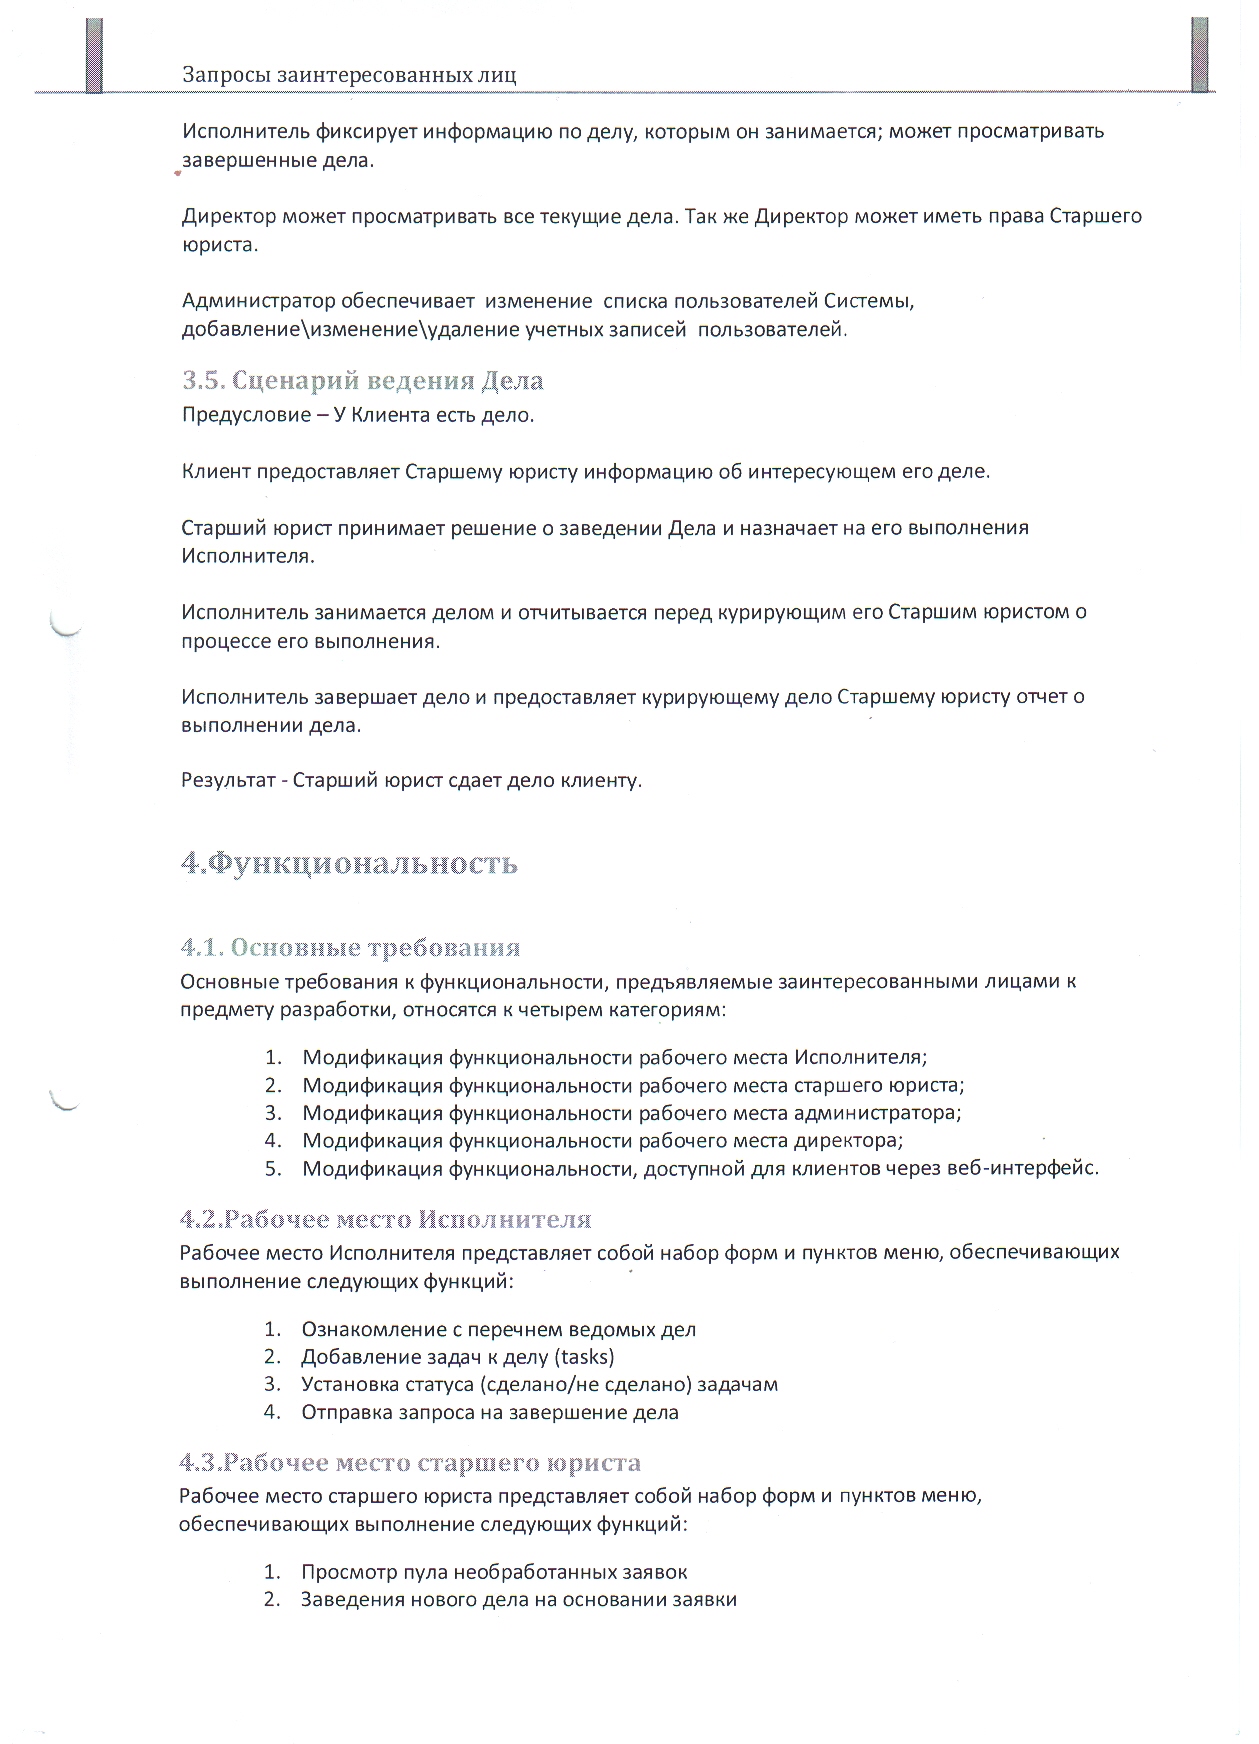 Запросы заинтересованных лиц
Исполнитель фиксирует информацию по делу, которым он занимается; может просматривать
завершенные дела.
Директор может просматривать все текущие дела. Так же Директор может иметь права Старшего
юриста.
Администратор обеспечивает изменение списка пользователей Системы,
добавление\изменение\удаление учетных записей пользователей.
3.5. Сценарий ведения Дела
Предусловие – У Клиента есть дело.
Клиент предоставляет Старшему юристу информацию об интересующем его деле.
Старший юрист принимает решение о заведении Дела и назначает на его выполнения
Исполнителя.
Исполнитель занимается делом и отчитывается перед курирующим его Старшим юристом о
процессе его выполнения.
Исполнитель завершает дело и предоставляет курирующему дело Старшему юристу отчет о
выполнении дела.
Результат - Старший юрист сдает дело клиенту.
4.Функциональность
4.1. Основные требования
Основные требования к функциональности, предъявляемые заинтересованными лицами к
предмету разработки, относятся к четырем категориям:
1. Модификация функциональности рабочего места Исполнителя;
2. Модификация функциональности рабочего места старшего юриста;
3. Модификация функциональности рабочего места администратора;
4. Модификация функциональности рабочего места директора;
5. Модификация функциональности, доступной для клиентов через веб-интерфейс.
4.2.Рабочее место Исполнителя
Рабочее место Исполнителя представляет собой набор форм и пунктов меню, обеспечивающих
выполнение следующих функций:
1. Ознакомление с перечнем ведомых дел
2. Добавление задач к делу (tasks)
3. Установка статуса (сделано/не сделано) задачам
4. Отправка запроса на завершение дела
4.3.Рабочее место старшего юриста
Рабочее место старшего юриста представляет собой набор форм и пунктов меню,
обеспечивающих выполнение следующих функций:
1. Просмотр пула необработанных заявок
2. Заведения нового дела на основании заявки